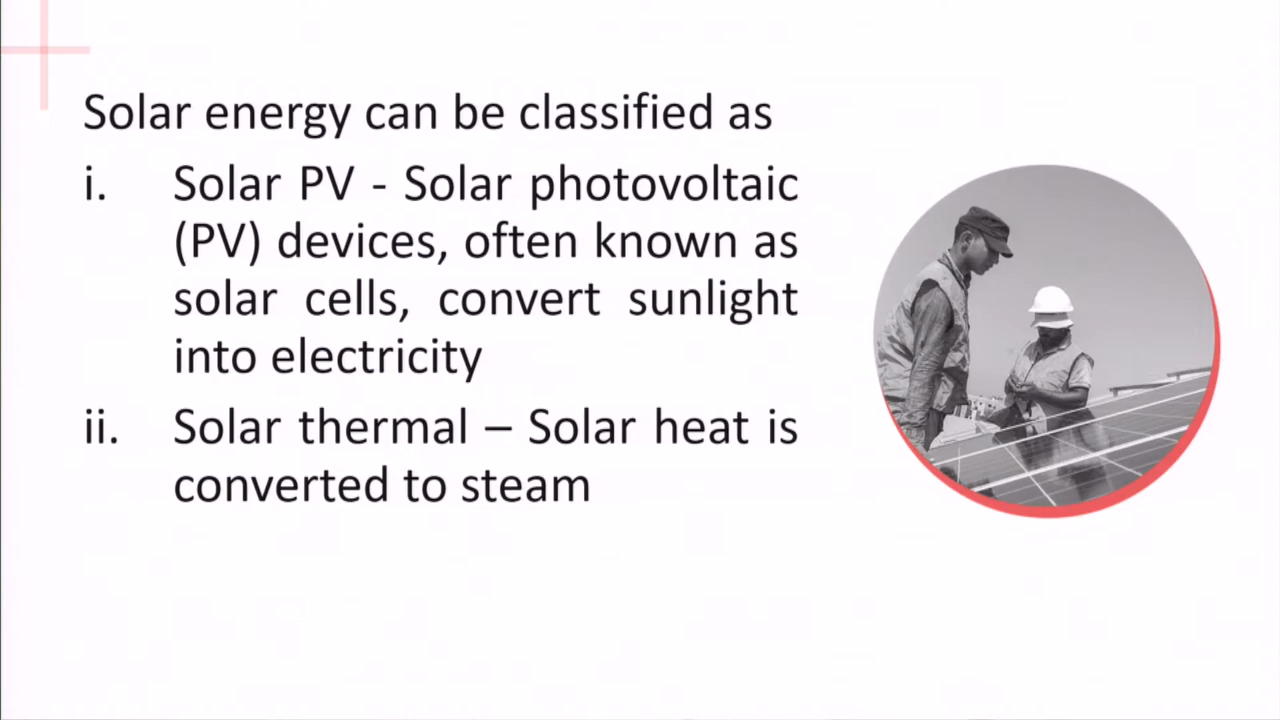 Solar energy can be classified as
i. Solar PV - Solar photovoltaic
(PV) devices, often known as
solar cells, convert sunlight
into electricity
ii. Solar thermal – Solar heat is
converted to steam